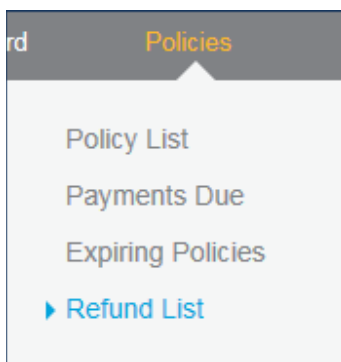 rd Policies
Policy List
Payments Due
Expiring Policies
Refund List